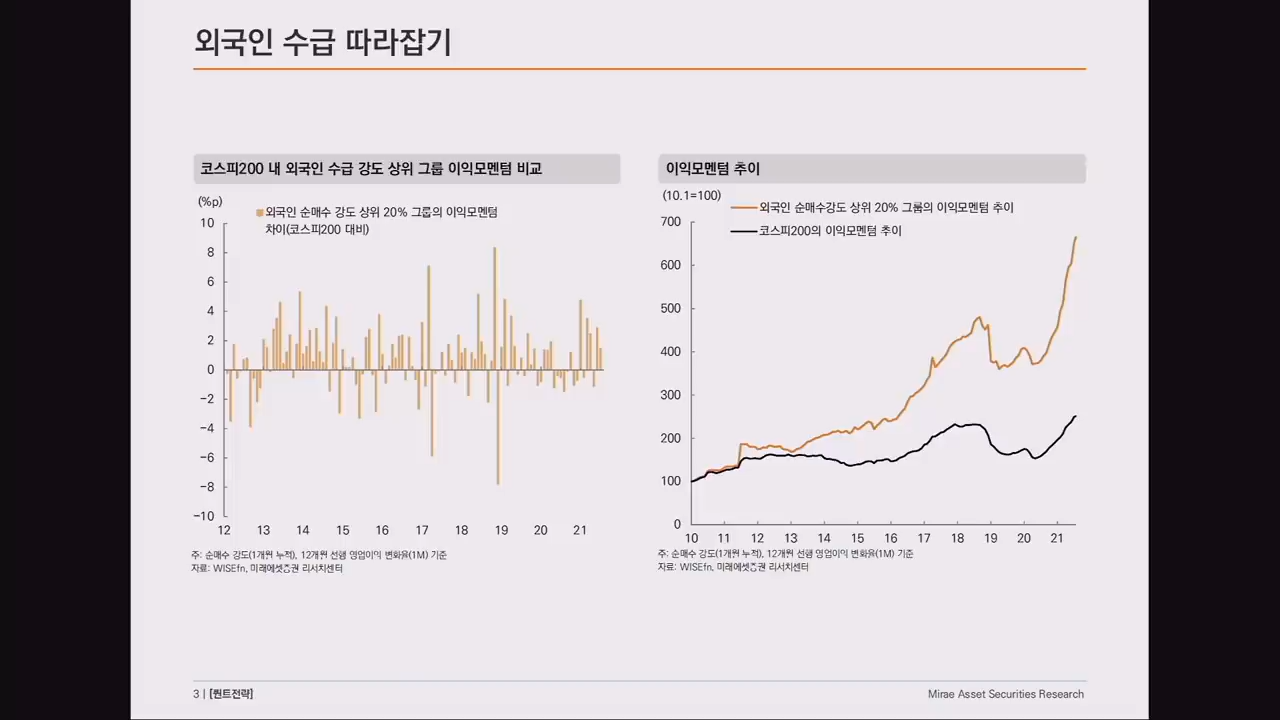 외국인 수급 따라잡기
코스피200 내 외국인 수급 강도 상위 그룹 이익모멘텀 비교
(%p)
외국인 순매수 강도 상위 20% 그룹의 이익모멘텀
차이(코스피200 대비)
10
8
6
4
2
0
-2
-4
-6
-8
-10
12 13 14 15 16 17 18 19 20 21
주: 순매수 강도(1개월 누적), 12개월 선행 영업이익 변화율(1M) 기준
자료: WISEfn, 미래에셋증권 리서치센터
이익모멘텀 추이
(10.1=100)
외국인 순매수강도 상위 20% 그룹의 이익모멘텀 추이
코스피200의 이익모멘텀 추이
700
600
500
400
300
200
100
0
10 11 12 13 14 15 16 17 18 19 20 21
주: 순매수 강도(1개월 누적), 12개월 선행 영업이익 변화율(1M) 기준
자료: WISEfn, 미래에셋증권 리서치센터
3 | [퀀트전략]
Mirae Asset Securities Research